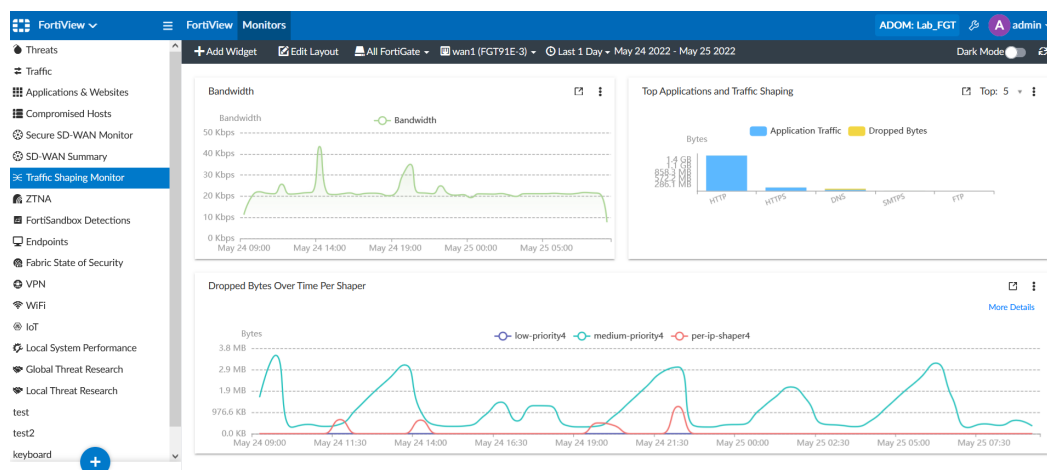 FortiView FortiView Monitors ADOM: Lab_FGT A admin
Threats
Traffic
Applications & Websites
Compromised Hosts
Secure SD-WAN Monitor
SD-WAN Summary
Traffic Shaping Monitor
ZTNA
FortiSandbox Detections
Endpoints
Fabric State of Security
VPN
WiFi
IoT
Local System Performance
Global Threat Research
Local Threat Research
test
test2
keyboard
+
Add Widget Edit Layout All FortiGate wan1 (FGT91E-3) Last 1 Day May 24 2022 - May 25 2022 Dark Mode
Bandwidth
Bandwidth
Bandwidth
50 Kbps
40 Kbps
30 Kbps
20 Kbps
10 Kbps
0 Kbps
May 24 09:00 May 24 14:00 May 24 19:00 May 25 00:00 May 25 05:00
Top Applications and Traffic Shaping Top: 5
Application Traffic Dropped Bytes
Bytes
1.4 GB
1.1 GB
858.3 MB
572.2 MB
286.1 MB
HTTP HTTPS DNS SMTPS FTP
Dropped Bytes Over Time Per Shaper
More Details
Bytes
low-priority4 medium-priority4 per-ip-shaper4
3.8 MB
2.9 MB
1.9 MB
976.6 KB
0.0 KB
May 24 09:00 May 24 11:30 May 24 14:00 May 24 16:30 May 24 19:00 May 24 21:30 May 25 00:00 May 25 02:30 May 25 05:00 May 25 07:30